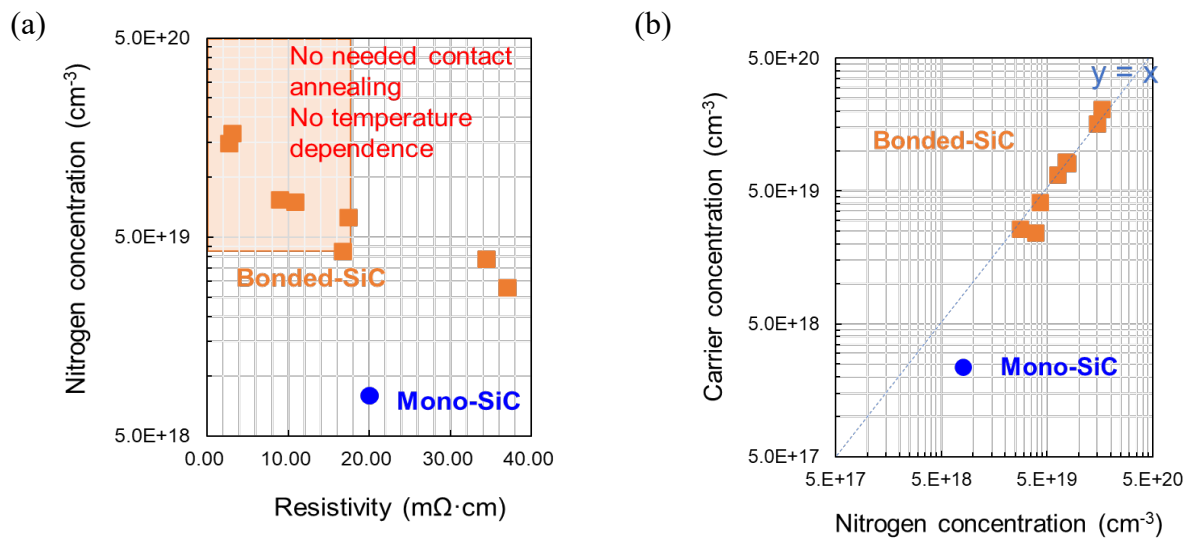 (a)
5.0E+20
No needed contact
annealing
No temperature
dependence
Nitrogen concentration (cm-3)
5.0E+19
Bonded-SiC
Mono-SiC
5.0E+18
0.00 10.00 20.00 30.00 40.00
Resistivity (mΩ·cm)
(b)
5.0E+20
y = x
Bonded-SiC
Carrier concentration (cm-3)
5.0E+19
5.0E+18
Mono-SiC
5.0E+17
5.E+17 5.E+18 5.E+19 5.E+20
Nitrogen concentration (cm-3)